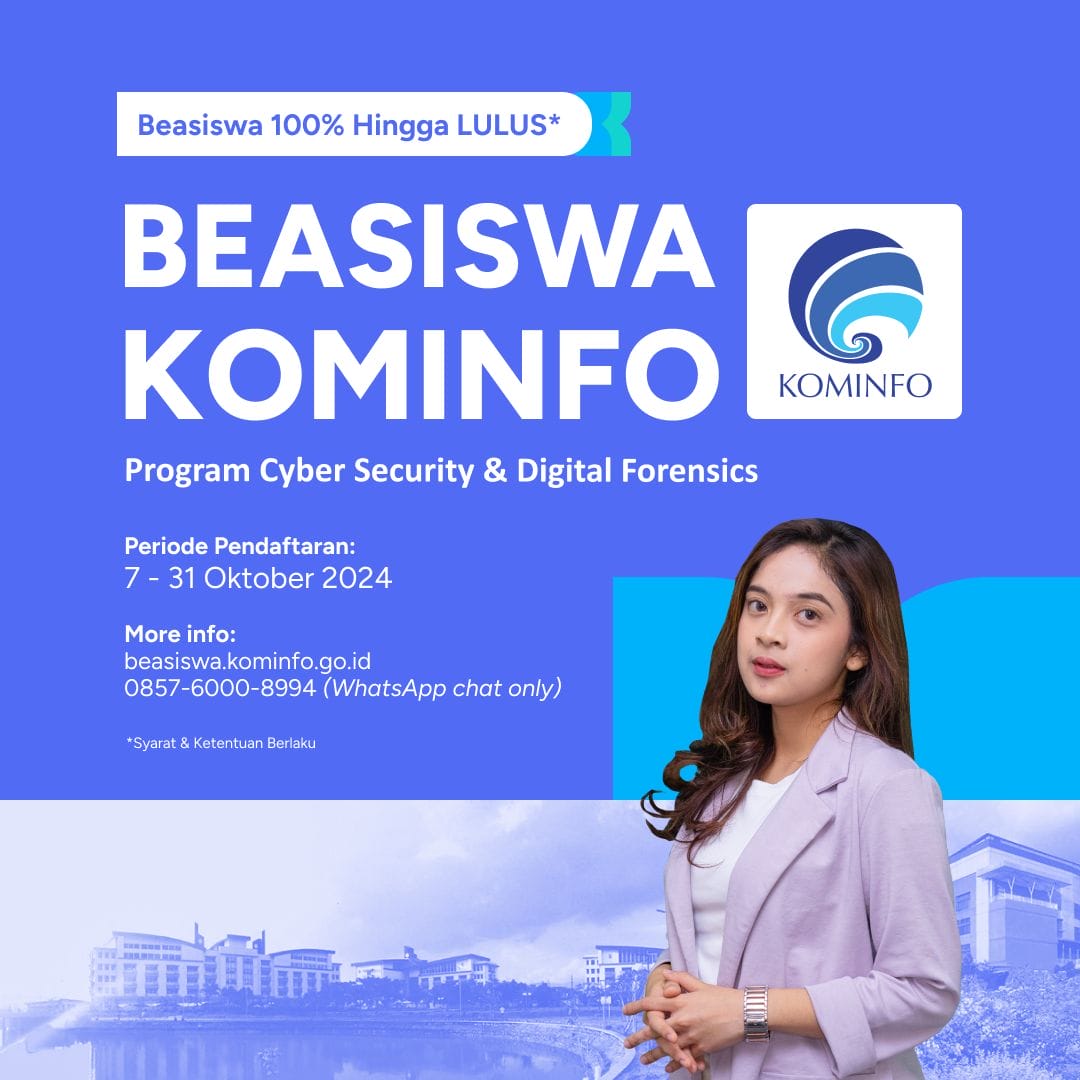 Beasiswa 100% Hingga LULUS*
BEASISWA
KOMINFO
KOMINFO
Program Cyber Security & Digital Forensics
Periode Pendaftaran:
7 - 31 Oktober 2024
More info:
beasiswa.kominfo.go.id
0857-6000-8994 (WhatsApp chat only)
*Syarat & Ketentuan Berlaku